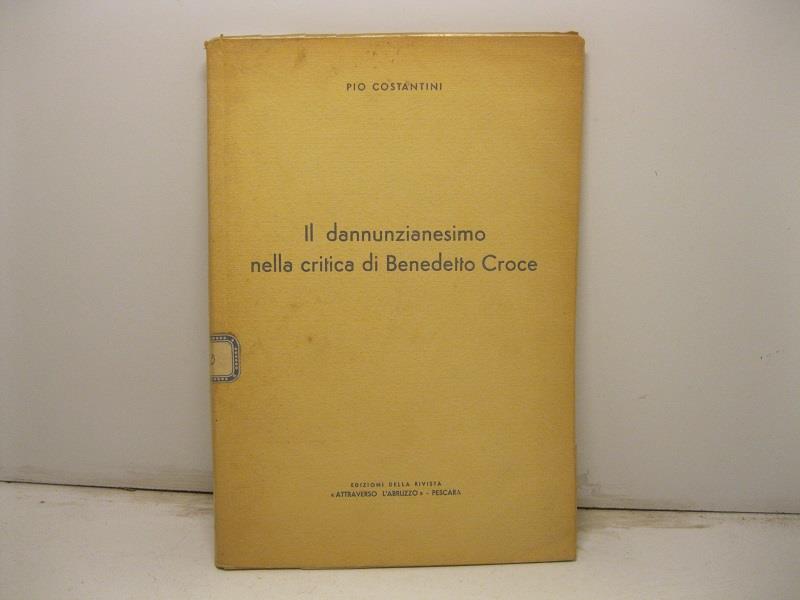 PIO COSTANTINI
Il dannunzianesimo
nella critica di Benedetto Croce
EDIZIONI DELLA RIVISTA
« ATTRAVERSO L'ABRUZZO » - PESCARA